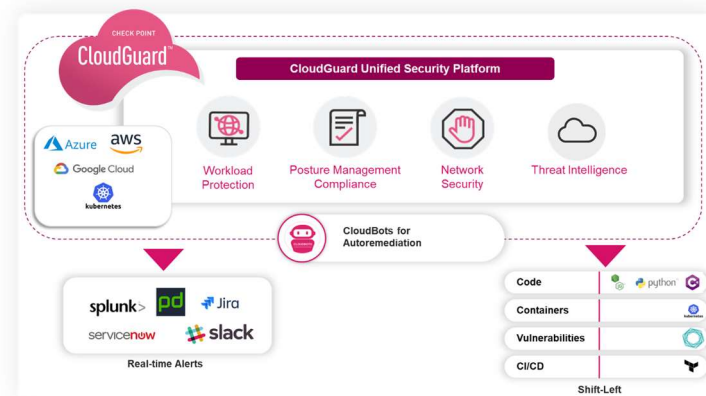 CHECK POINT
CloudGuard™
CloudGuard Unified Security Platform
Azure
aws
Google Cloud
kubernetes
Workload
Protection
Posture Management
Compliance
Network
Security
Threat Intelligence
CloudBots for
Autoremediation
splunk>
pd
Jira
servicenow
slack
Real-time Alerts
Code
python
C
Containers
kubernetes
Vulnerabilities
CI/CD
Shift-Left